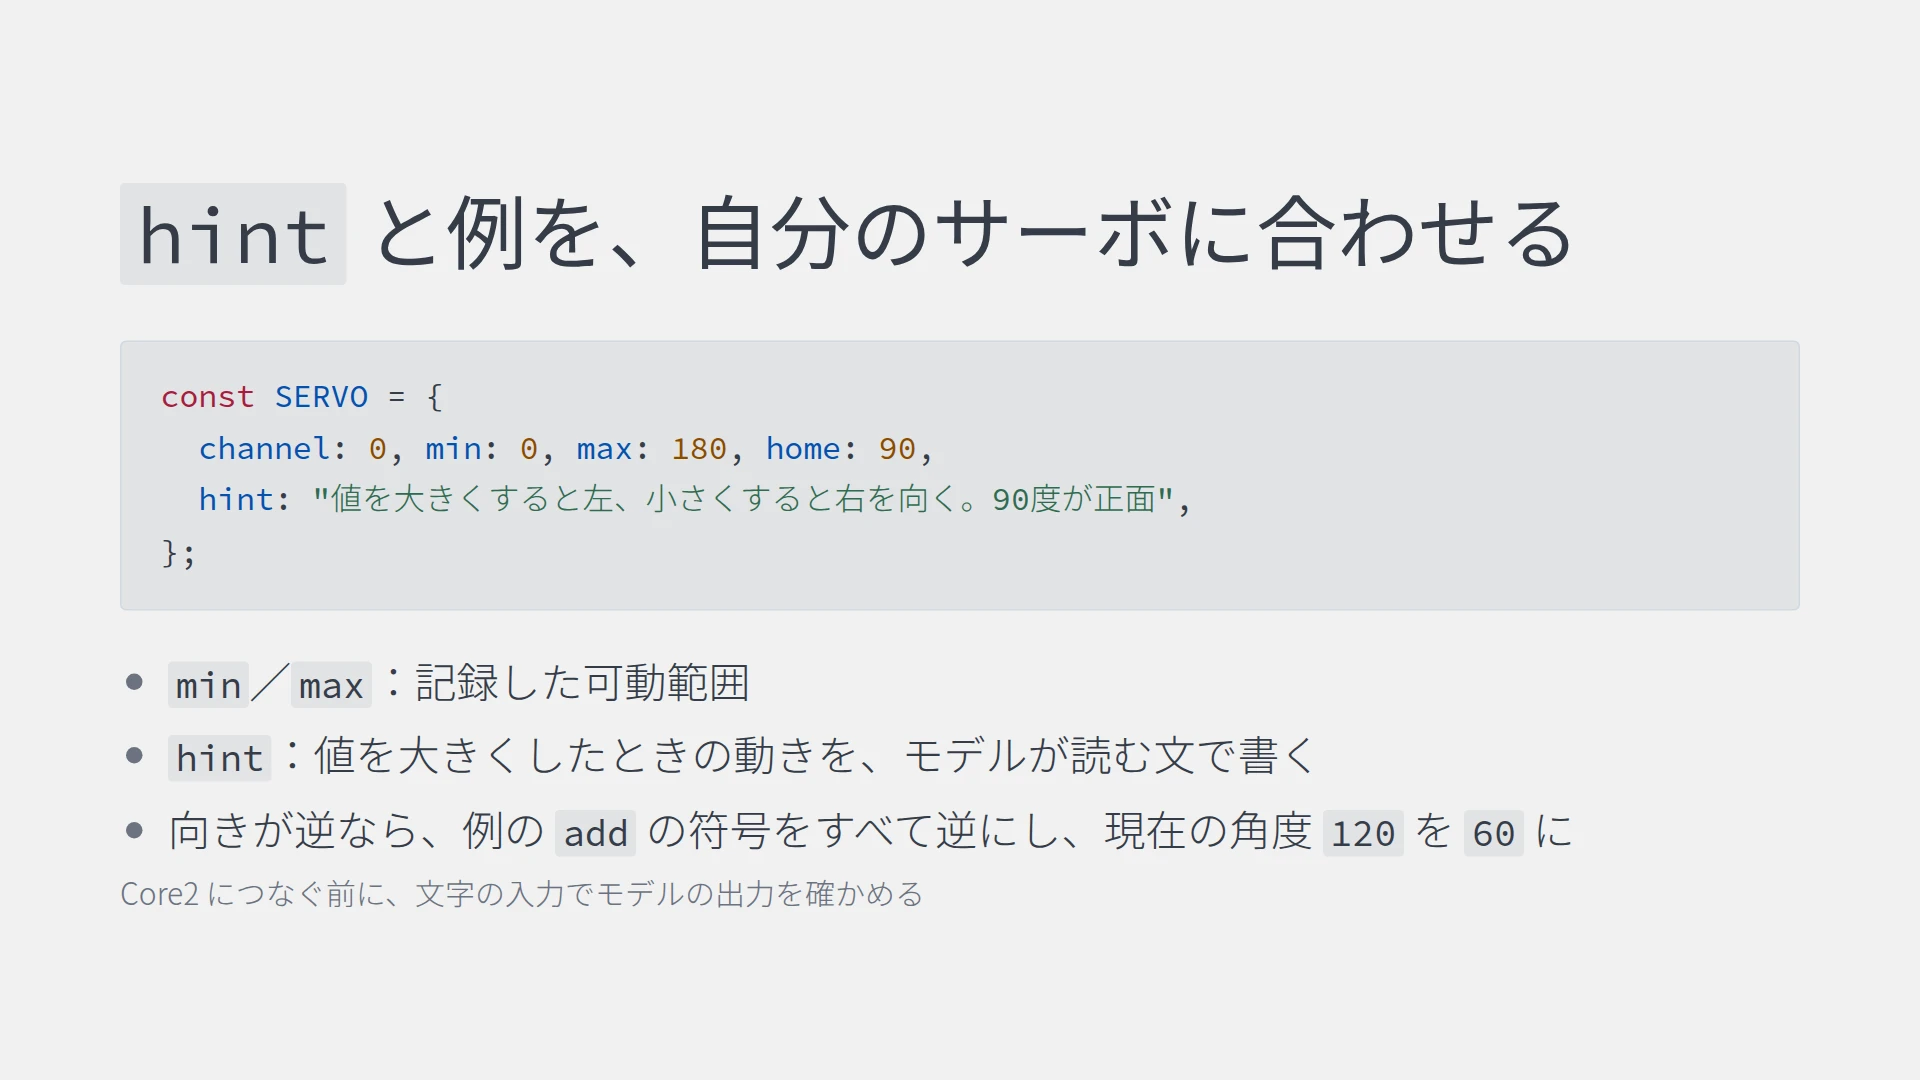 hint と例を、自分のサーボに合わせる
const SERVO = {
  channel: 0, min: 0, max: 180, home: 90,
  hint: "値を大きくすると左、小さくすると右を向く。90度が正面",
};
min／max：記録した可動範囲
hint：値を大きくしたときの動きを、モデルが読む文で書く
向きが逆なら、例の add の符号をすべて逆にし、現在の角度 120 を 60 に
Core2 につなぐ前に、文字の入力でモデルの出力を確かめる